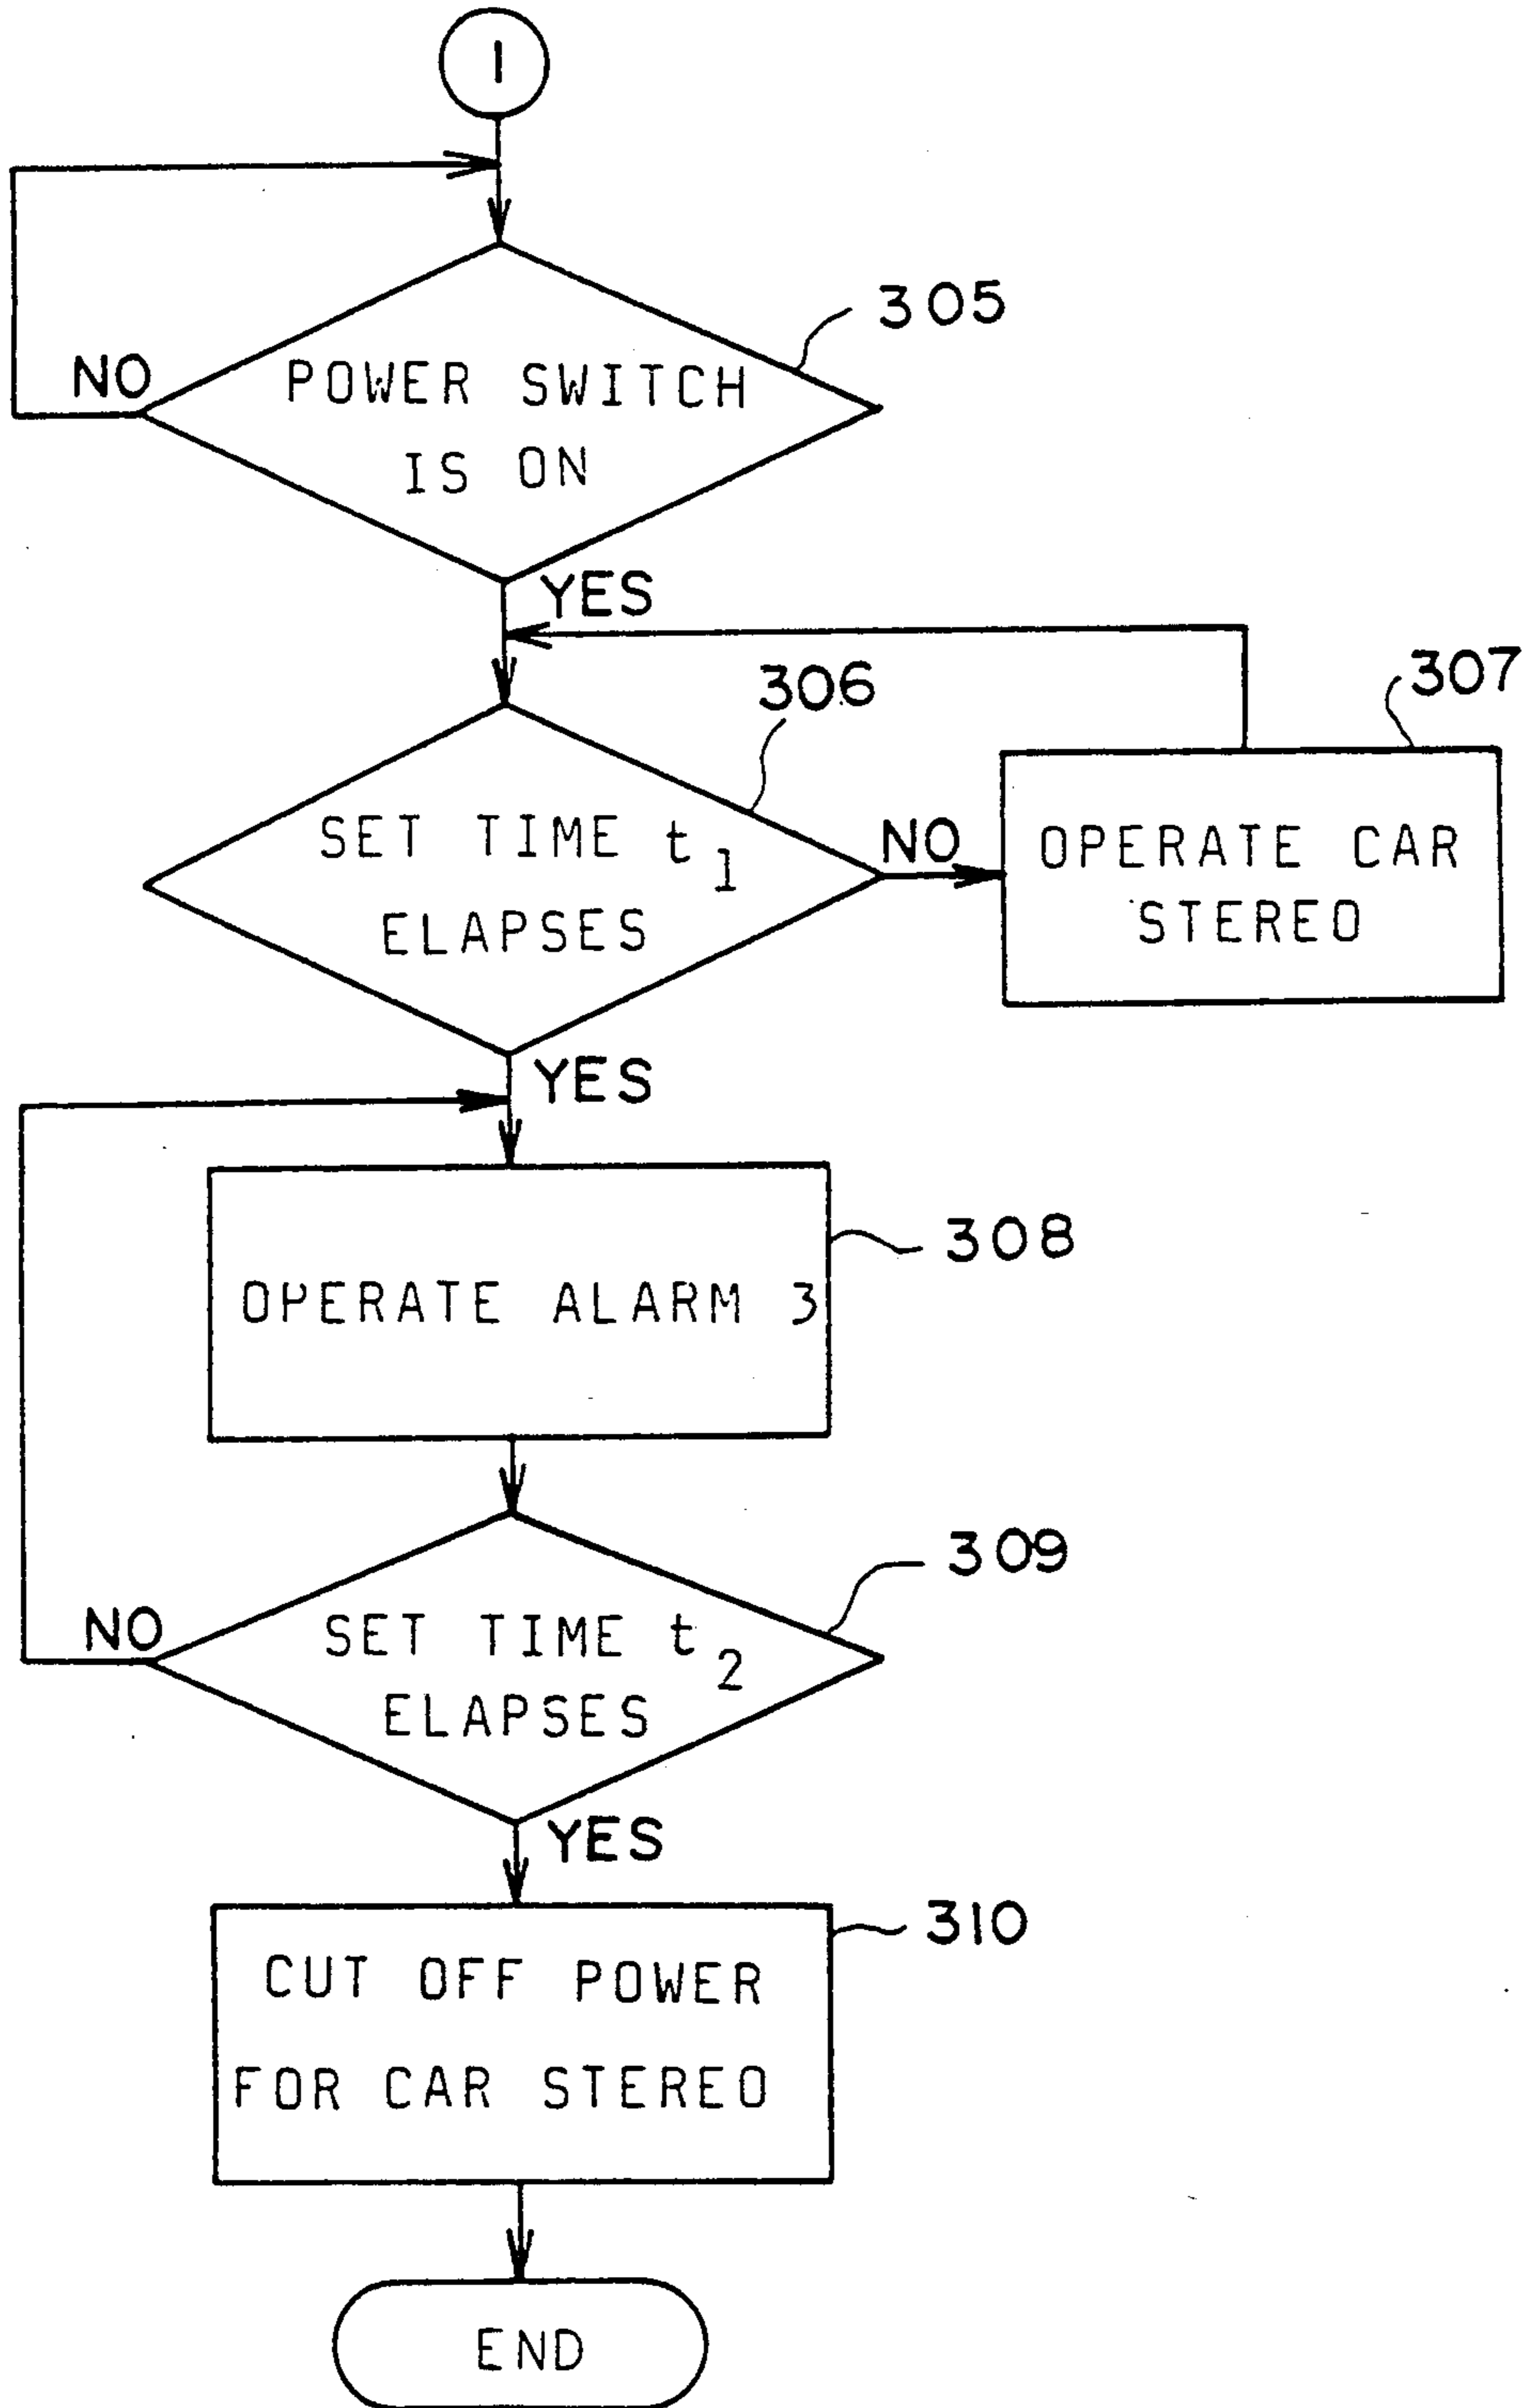 1
305
NO
POWER SWITCH
IS ON
YES
306
307
SET TIME t1
ELAPSES
NO
OPERATE CAR
STEREO
YES
308
OPERATE ALARM 3
309
NO
SET TIME t2
ELAPSES
YES
310
CUT OFF POWER
FOR CAR STEREO
END